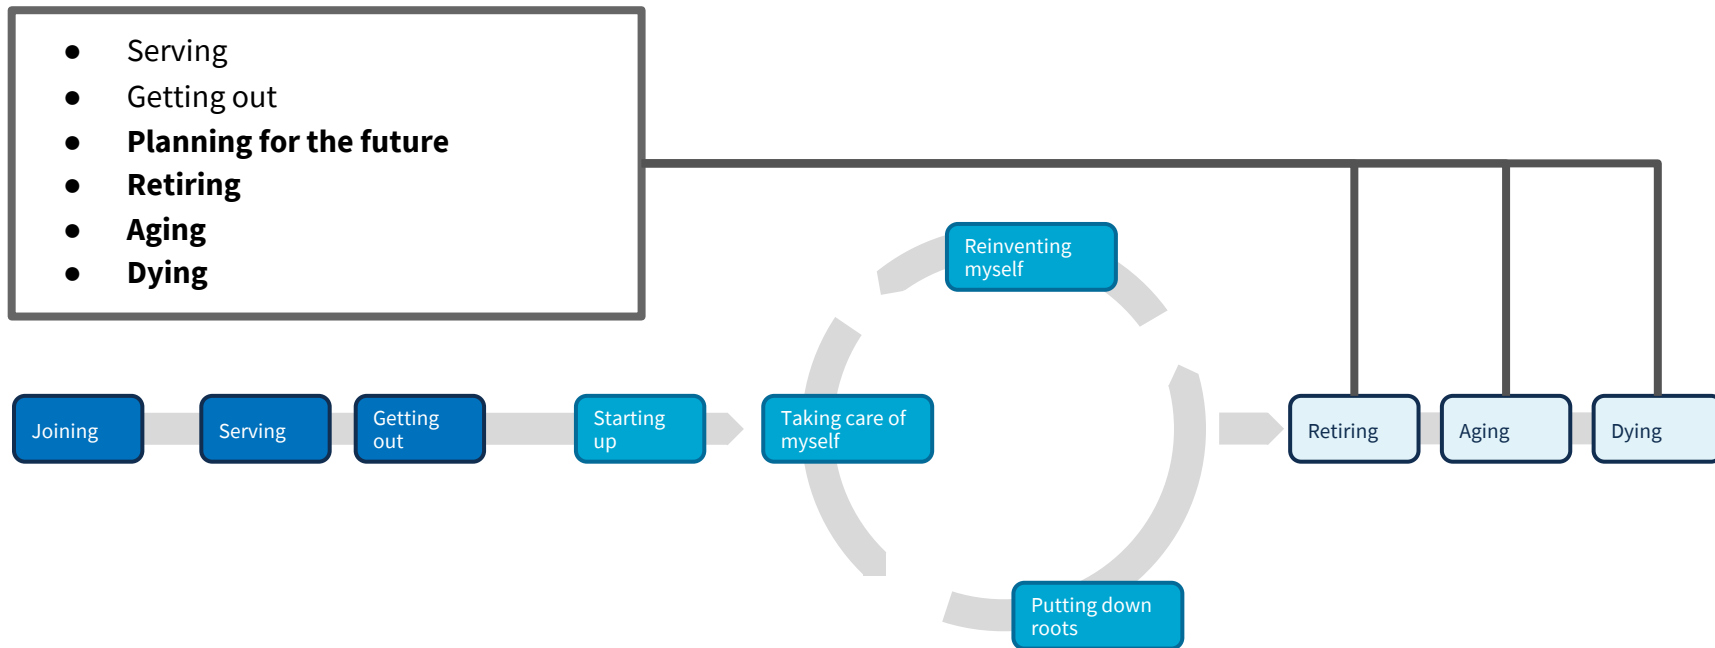 ● Serving
● Getting out
● Planning for the future
● Retiring
● Aging
● Dying
Reinventing
myself
Joining
Serving
Getting
out
Starting
up
Taking care of
myself
Retiring
Aging
Dying
Putting down
roots